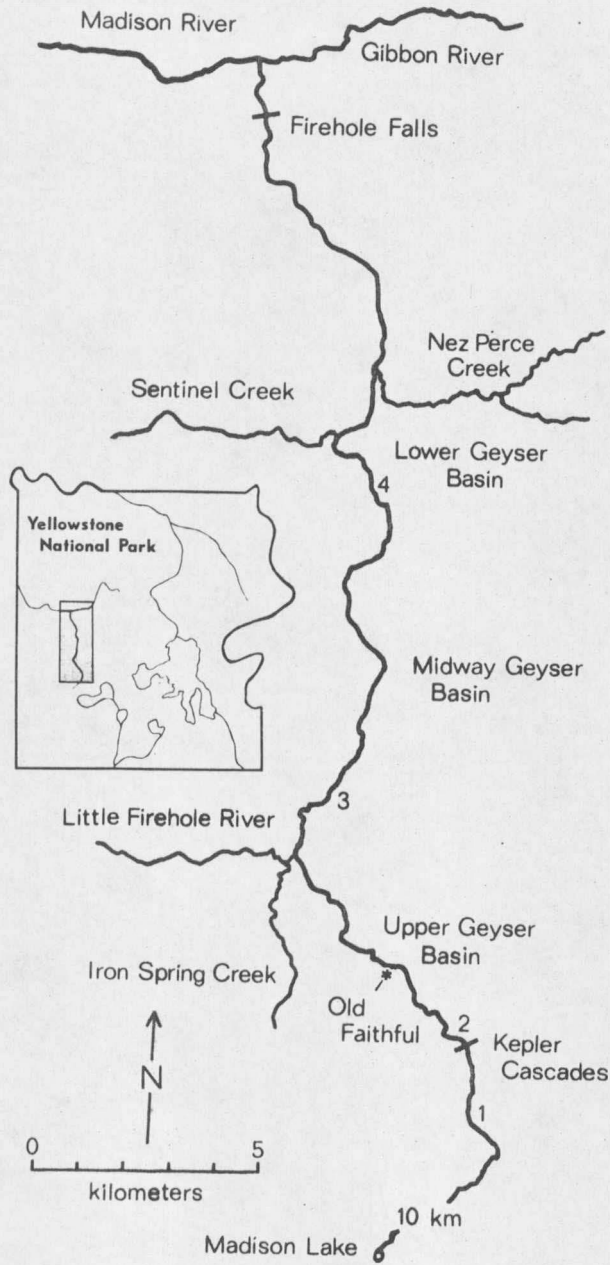 Madison River
Gibbon River
Firehole Falls
Nez Perce
Creek
Sentinel Creek
Lower Geyser
Basin
4
Yellowstone
National Park
Midway Geyser
Basin
3
Little Firehole River
Upper Geyser
Basin
Iron Spring Creek
*
Old
Faithful
2
Kepler
Cascades
N
1
0
5
kilometers
10 km
Madison Lake